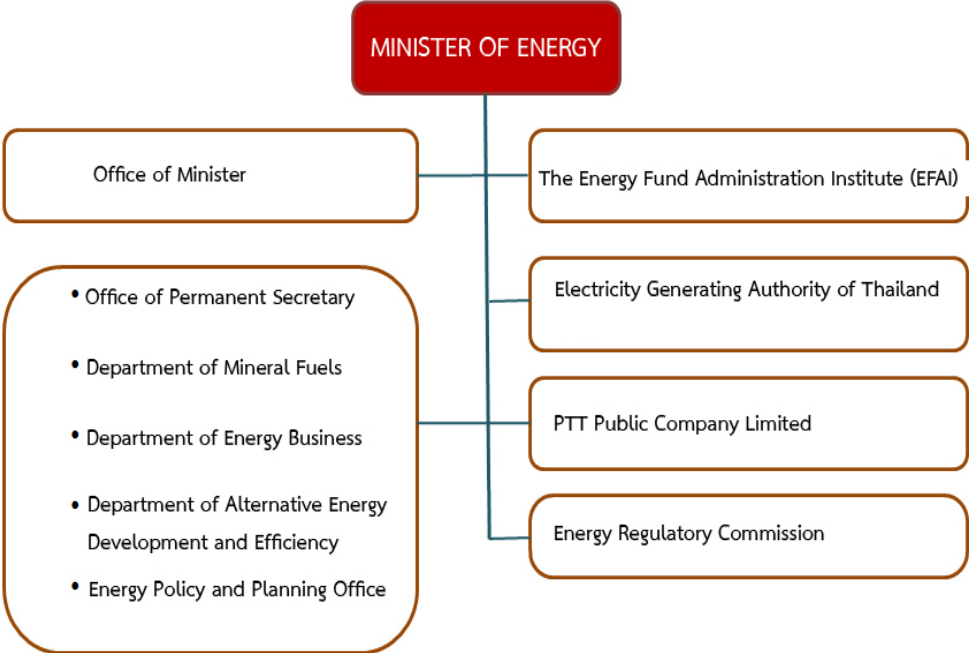 MINISTER OF ENERGY
Office of Minister
The Energy Fund Administration Institute (EFAI)
• Office of Permanent Secretary
• Department of Mineral Fuels
• Department of Energy Business
• Department of Alternative Energy
Development and Efficiency
• Energy Policy and Planning Office
Electricity Generating Authority of Thailand
PTT Public Company Limited
Energy Regulatory Commission